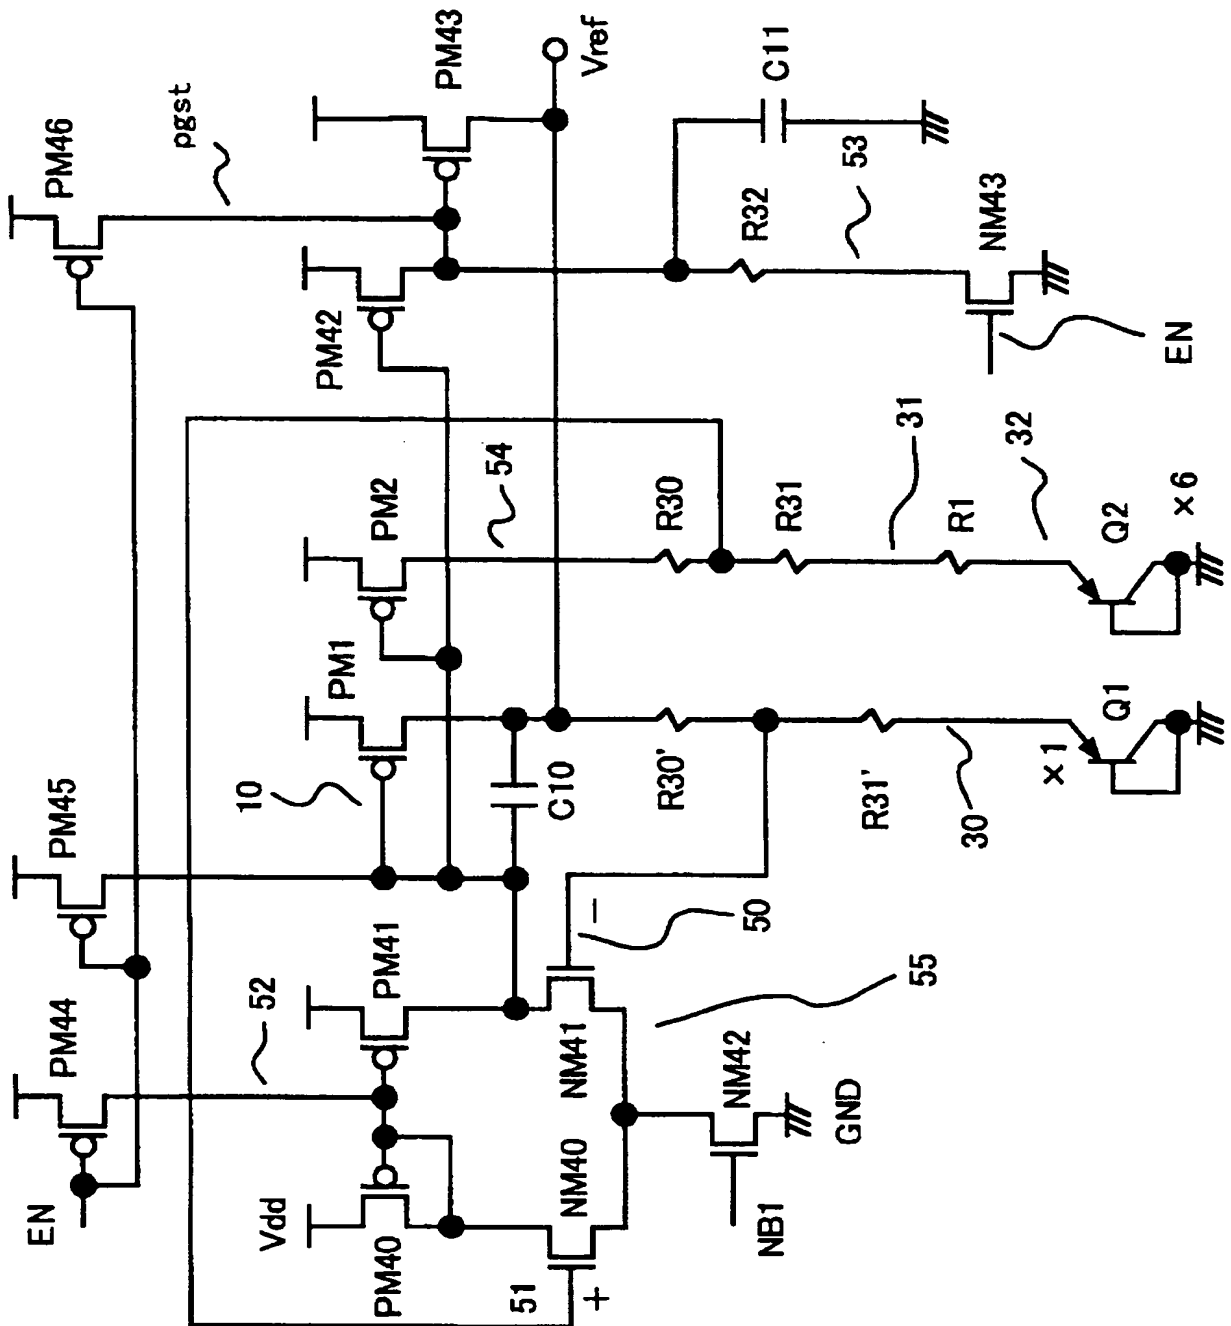 EN
PM44
PM45
PM46
pgst
52
Vdd
PM40
PM41
10
PM1
PM2
54
PM42
PM43
Vref
51
+
NM40
NM41
−
50
C10
R30'
R30
R31
R31'
31
R1
32
30
Q1
×1
Q2
×6
C11
R32
53
NM43
EN
55
NM42
NB1
GND